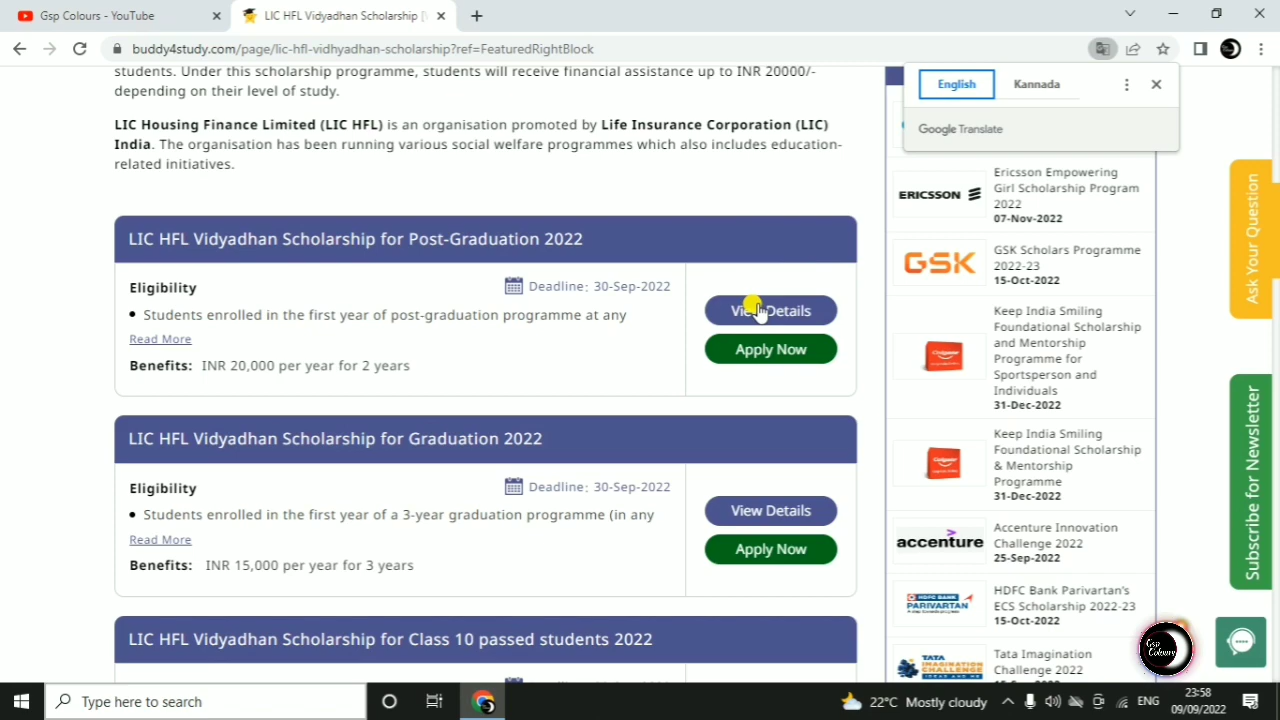 Gsp Colours - YouTube
LIC HFL Vidyadhan Scholarship [
buddy4study.com/page/lic-hfl-vidhyadhan-scholarship?ref=FeaturedRightBlock
English
Kannada
Google Translate
students. Under this scholarship programme, students will receive financial assistance up to INR 20000/-
depending on their level of study.
LIC Housing Finance Limited (LIC HFL) is an organisation promoted by Life Insurance Corporation (LIC)
India. The organisation has been running various social welfare programmes which also includes education-
related initiatives.
LIC HFL Vidyadhan Scholarship for Post-Graduation 2022
Eligibility
Deadline: 30-Sep-2022
• Students enrolled in the first year of post-graduation programme at any
Read More
Benefits: INR 20,000 per year for 2 years
View Details
Apply Now
LIC HFL Vidyadhan Scholarship for Graduation 2022
Eligibility
Deadline: 30-Sep-2022
• Students enrolled in the first year of a 3-year graduation programme (in any
Read More
Benefits: INR 15,000 per year for 3 years
View Details
Apply Now
LIC HFL Vidyadhan Scholarship for Class 10 passed students 2022
ERICSSON
Ericsson Empowering
Girl Scholarship Program
2022
07-Nov-2022
GSK
GSK Scholars Programme
2022-23
15-Oct-2022
Keep India Smiling
Foundational Scholarship
and Mentorship
Programme for
Sportsperson and
Individuals
31-Dec-2022
Keep India Smiling
Foundational Scholarship
& Mentorship
Programme
31-Dec-2022
accenture
Accenture Innovation
Challenge 2022
25-Sep-2022
HDFC BANK
PARIVARTAN
HDFC Bank Parivartan's
ECS Scholarship 2022-23
15-Oct-2022
TATA
IMAGINATION
CHALLENGE
Tata Imagination
Challenge 2022
Ask Your Question
Subscribe for Newsletter
Gsp
Colours
Type here to search
22°C Mostly cloudy
ENG
23:58
09/09/2022